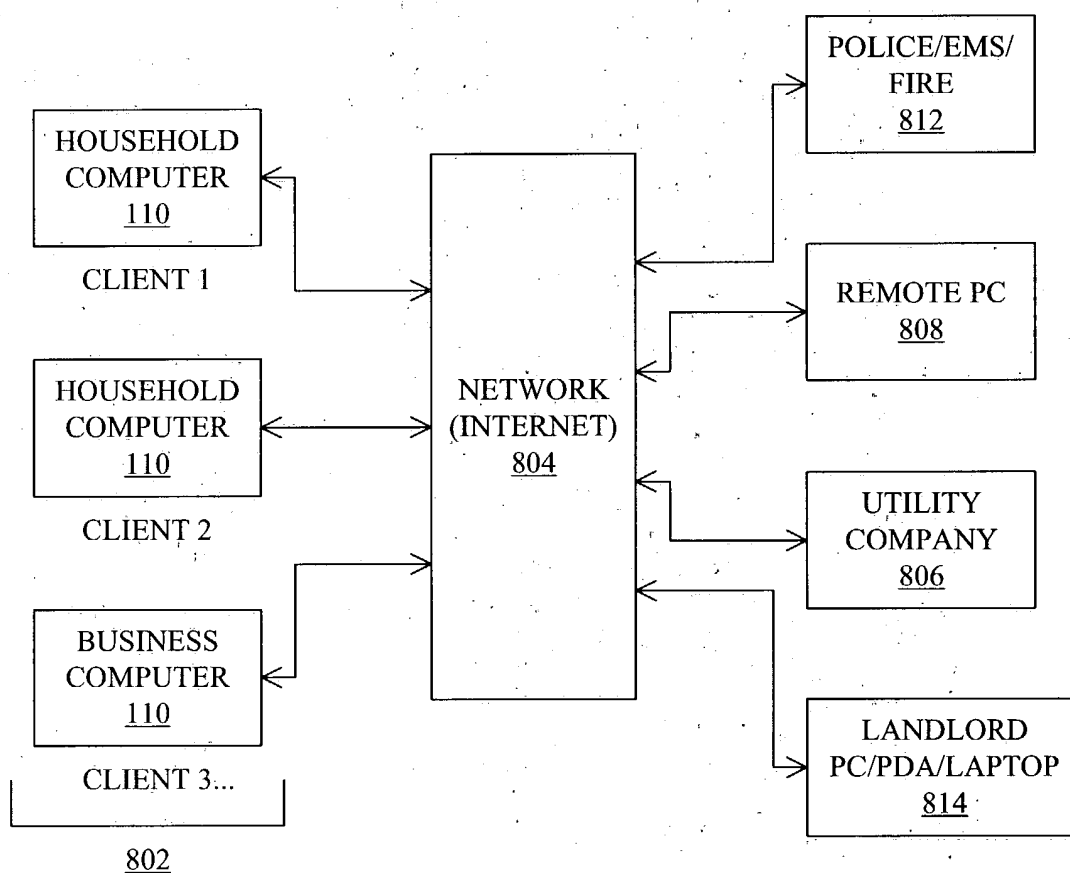 HOUSEHOLD
COMPUTER
110
CLIENT 1
HOUSEHOLD
COMPUTER
110
CLIENT 2
BUSINESS
COMPUTER
110
CLIENT 3...
802
NETWORK
(INTERNET)
804
POLICE/EMS/
FIRE
812
REMOTE PC
808
UTILITY
COMPANY
806
LANDLORD
PC/PDA/LAPTOP
814